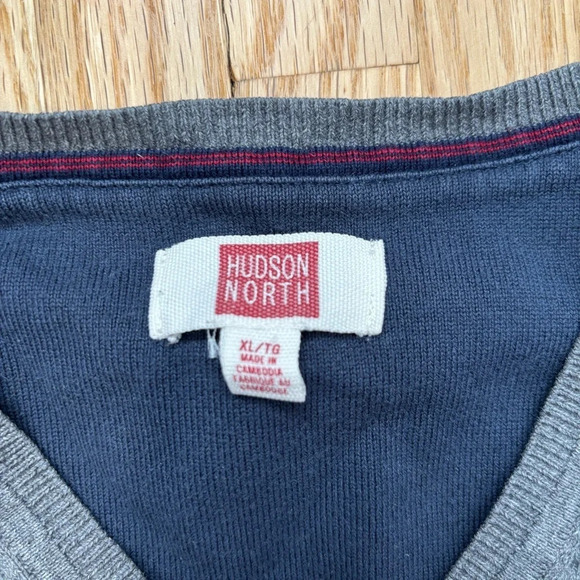 HUDSON
NORTH
XL/TG
MADE IN
CAMBODIA
FABRIQUÉ AU
CAMBODGE